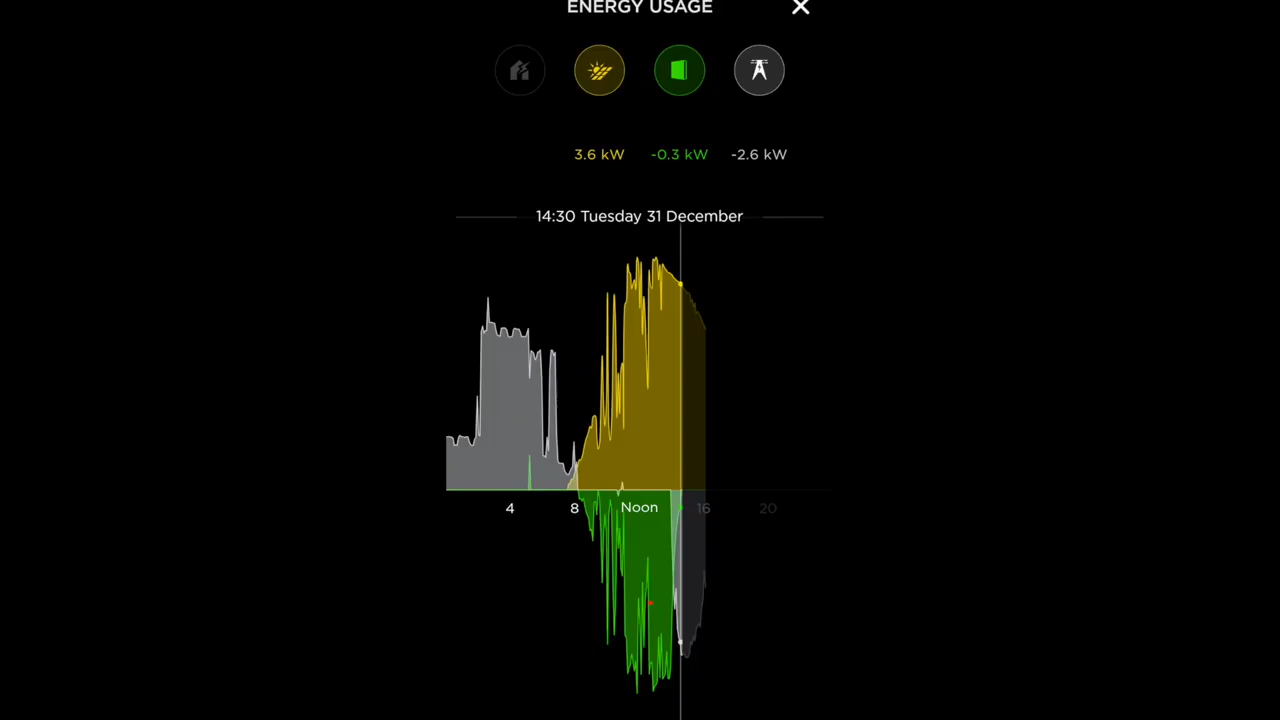 ENERGY USAGE
3.6 kW -0.3 kW -2.6 kW
14:30 Tuesday 31 December
4 8 Noon 16 20